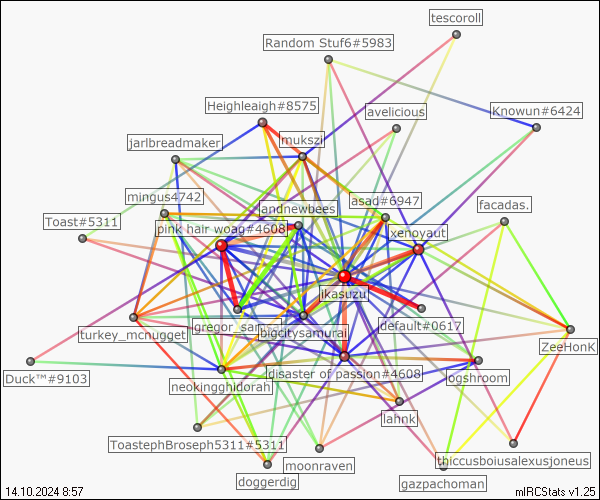 tescoroll
Random Stuf6#5983
Heighleaigh#8575
avelicious
Knowun#6424
jarlbreadmaker
mukszi
mingus4742
asad#6947
facadas.
andnewbees
Toast#5311
pink hair woag#4608
xenoyaut
ikasuzu
gregor_sam
bigcitysamurai
default#0617
turkey_mcnugget
ZeeHonK
Duck™#9103
neokingghidorah
disaster of passion#4608
ogshroom
lahnkl
ToastephBroseph5311#5311
moonraven
thiccusboiusalexusjoneus
doggerdig
gazpachoman
14.10.2024 8:57
mIRCStats v1.25